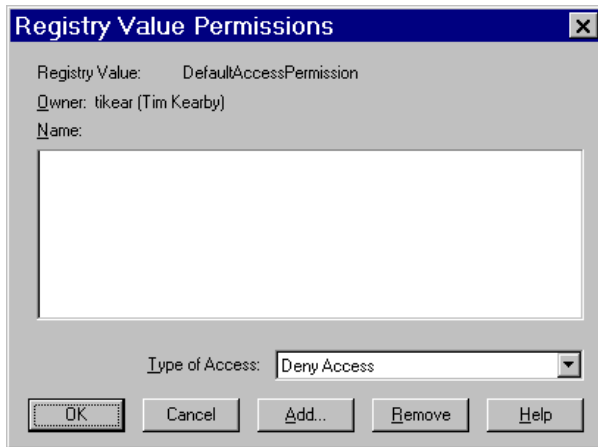 Registry Value Permissions
Registry Value: DefaultAccessPermission
Owner: tikear (Tim Kearby)
Name:
Type of Access: Deny Access
OK Cancel Add... Remove Help